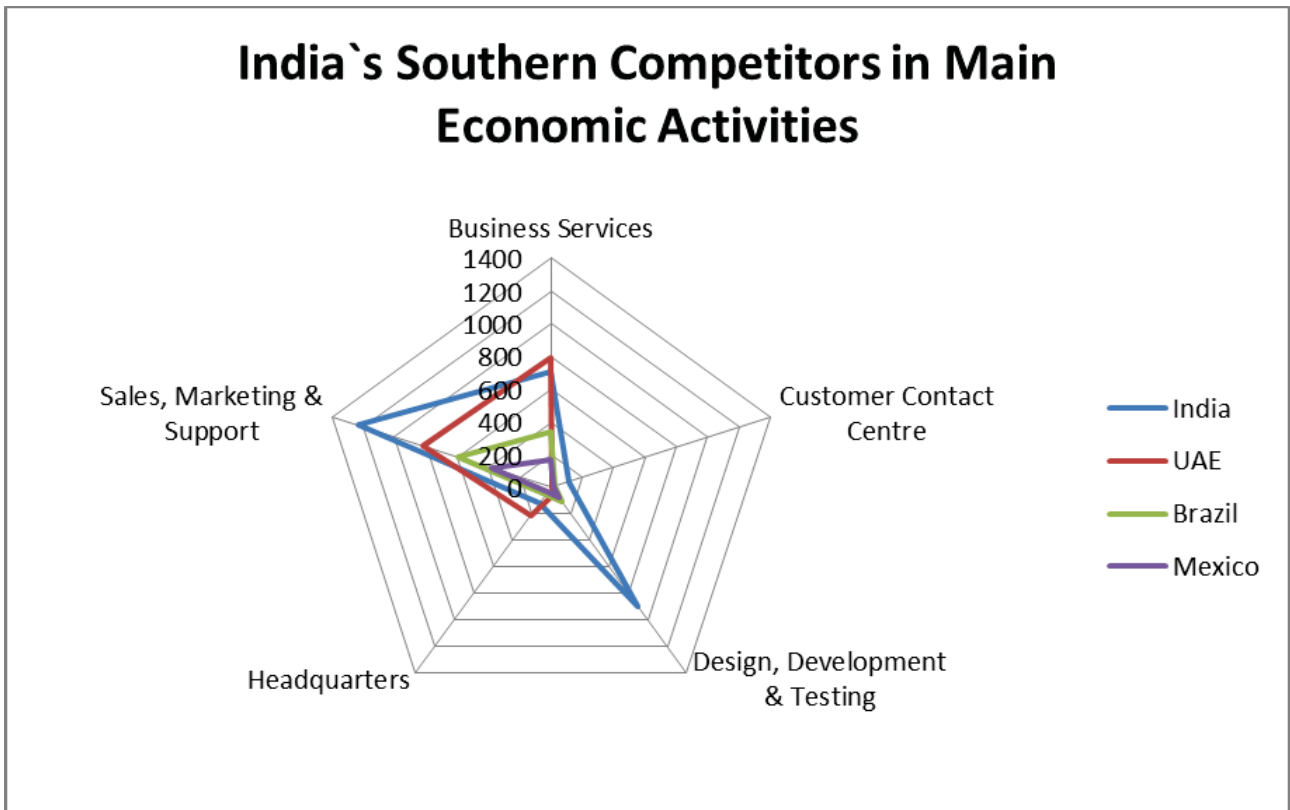 India`s Southern Competitors in Main
Economic Activities
Business Services
1400
1200
1000
800
600
400
200
0
Customer Contact
Centre
Design, Development
& Testing
Headquarters
Sales, Marketing &
Support
India
UAE
Brazil
Mexico